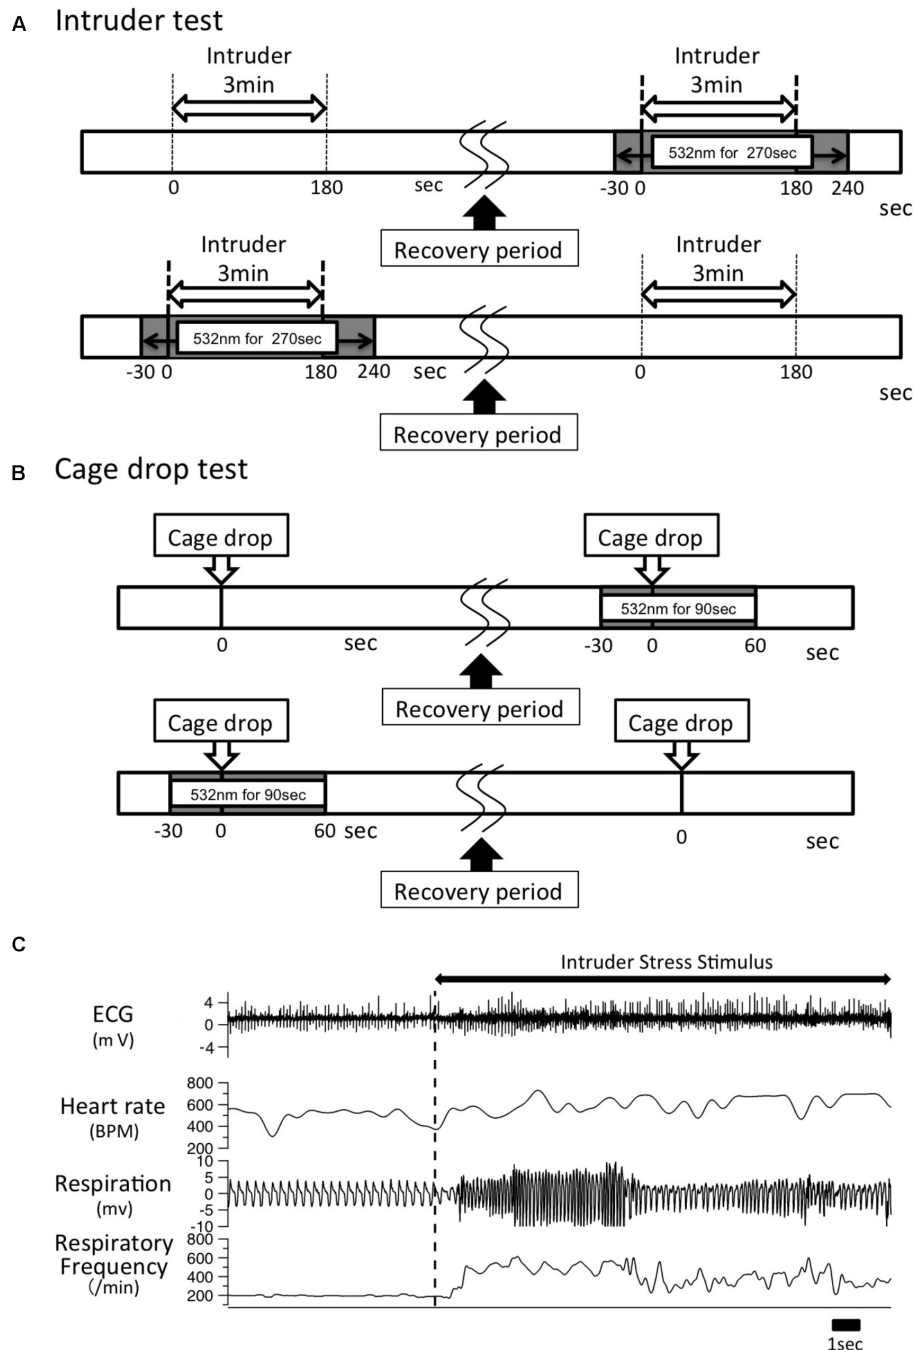 A Intruder test
Intruder
3min
Intruder
3min
532nm for 270sec
0 180 sec -30 0 180 240
sec
Recovery period
Intruder
3min
Intruder
3min
532nm for 270sec
-30 0 180 240 sec 0 180
sec
Recovery period
B Cage drop test
Cage drop Cage drop
532nm for 90sec
0 sec -30 0 60 sec
Recovery period
Cage drop Cage drop
532nm for 90sec
-30 0 60 sec 0 sec
Recovery period
C
Intruder Stress Stimulus
ECG
(m V)
4
0
-4
Heart rate
(BPM)
800
600
400
200
Respiration
(mv)
10
5
0
-5
-10
Respiratory
Frequency
(/min)
800
600
400
200
1sec